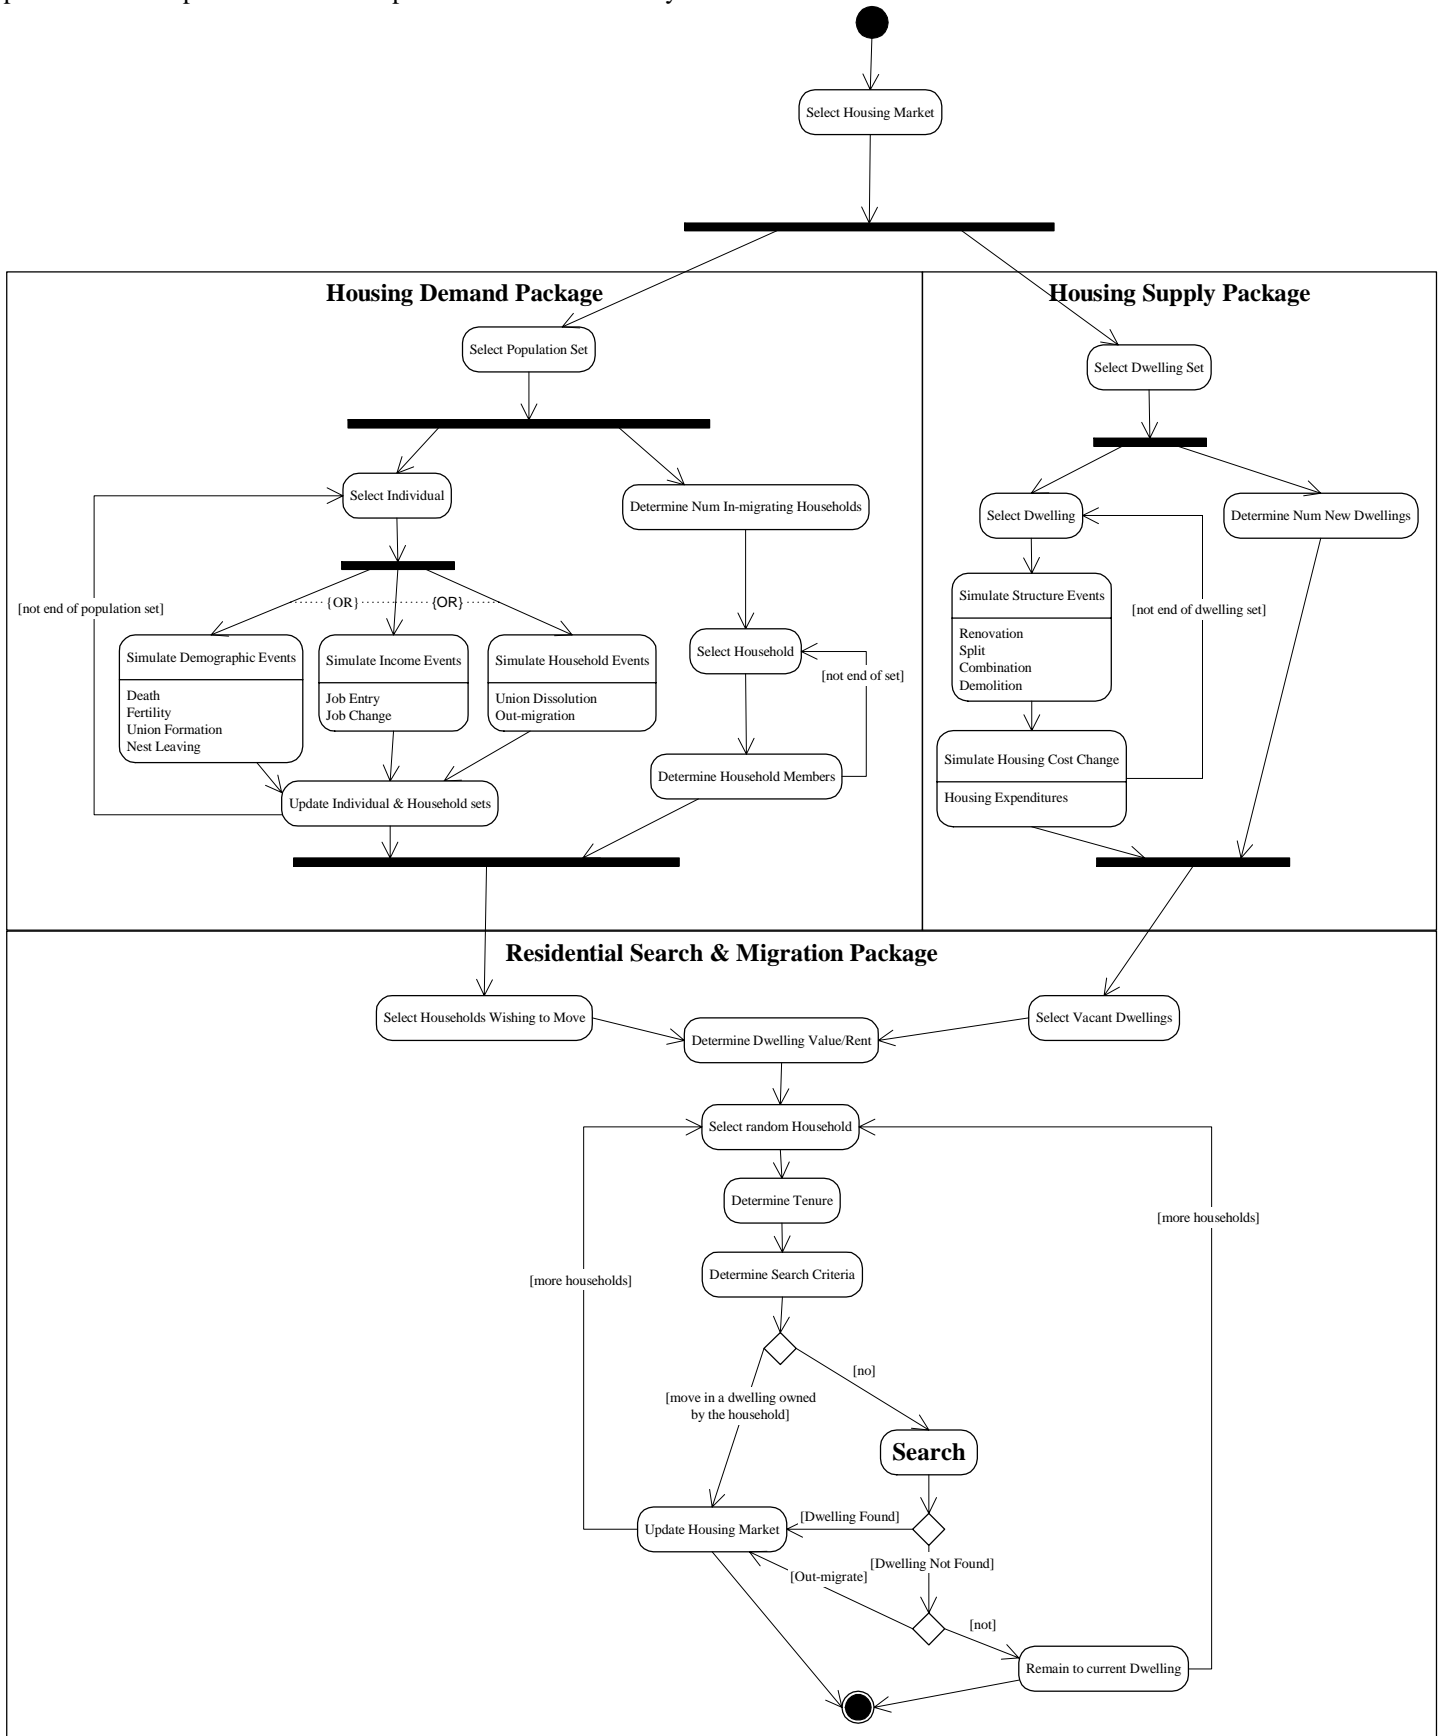 Select Housing Market
Housing Demand Package
Housing Supply Package
Select Population Set
Select Dwelling Set
Select Individual
Determine Num In-migrating Households
Select Dwelling
Determine Num New Dwellings
[not end of population set]
{OR}
{OR}
[not end of dwelling set]
Simulate Demographic Events
Death
Fertility
Union Formation
Nest Leaving
Simulate Income Events
Job Entry
Job Change
Simulate Household Events
Union Dissolution
Out-migration
Select Household
[not end of set]
Simulate Structure Events
Renovation
Split
Combination
Demolition
Determine Household Members
Simulate Housing Cost Change
Housing Expenditures
Update Individual & Household sets
Residential Search & Migration Package
Select Households Wishing to Move
Select Vacant Dwellings
Determine Dwelling Value/Rent
Select random Household
Determine Tenure
[more households]
Determine Search Criteria
[more households]
[no]
[move in a dwelling owned
by the household]
Search
Update Housing Market
[Dwelling Found]
[Dwelling Not Found]
[Out-migrate]
[not]
Remain to current Dwelling